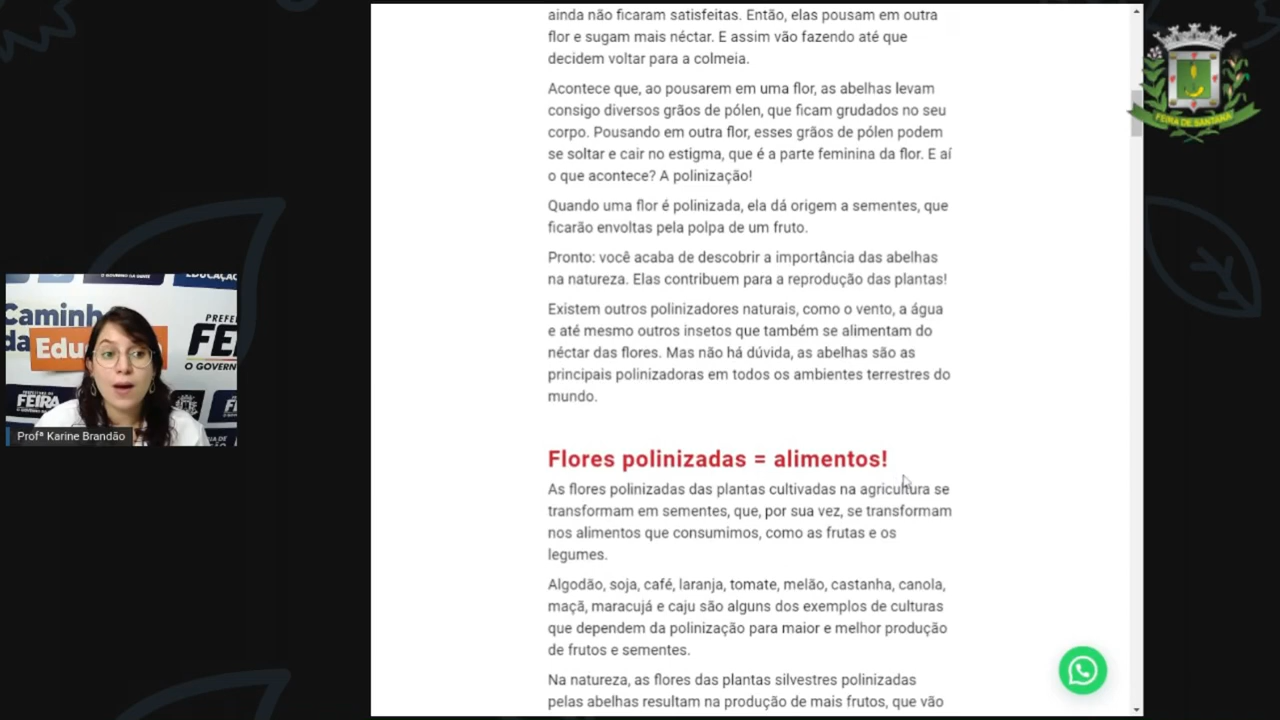 ainda não ficaram satisfeitas. Então, elas pousam em outra
flor e sugam mais néctar. E assim vão fazendo até que
decidem voltar para a colmeia.
Acontece que, ao pousarem em uma flor, as abelhas levam
consigo diversos grãos de pólen, que ficam grudados no seu
corpo. Pousando em outra flor, esses grãos de pólen podem
se soltar e cair no estigma, que é a parte feminina da flor. E aí
o que acontece? A polinização!
Quando uma flor é polinizada, ela dá origem a sementes, que
ficarão envoltas pela polpa de um fruto.
Pronto: você acaba de descobrir a importância das abelhas
na natureza. Elas contribuem para a reprodução das plantas!
Existem outros polinizadores naturais, como o vento, a água
e até mesmo outros insetos que também se alimentam do
néctar das flores. Mas não há dúvida, as abelhas são as
principais polinizadoras em todos os ambientes terrestres do
mundo.
Flores polinizadas = alimentos!
As flores polinizadas das plantas cultivadas na agricultura se
transformam em sementes, que, por sua vez, se transformam
nos alimentos que consumimos, como as frutas e os
legumes.
Algodão, soja, café, laranja, tomate, melão, castanha, canola,
maçã, maracujá e caju são alguns dos exemplos de culturas
que dependem da polinização para maior e melhor produção
de frutos e sementes.
Na natureza, as flores das plantas silvestres polinizadas
pelas abelhas resultam na produção de mais frutos, que vão
FEIRA DE SANTANA
EDUCAÇÃO
Caminh
da
Edu
PREFE
FEI
O GOVERN
FEIRA
Profª Karine Brandão